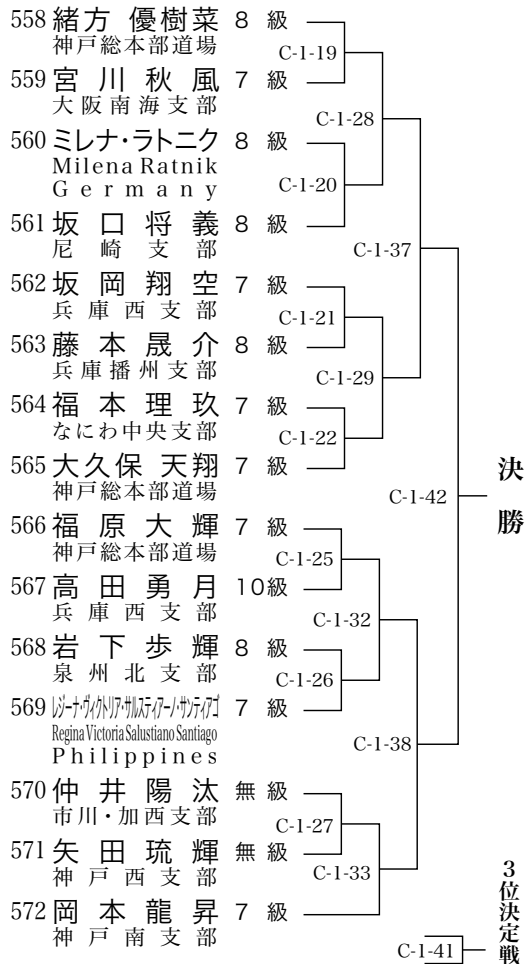 558 緒方 優樹菜 8 級
神戸総本部道場
C-1-19
559 宮川秋風 7 級
大阪南海支部
C-1-28
560 ミレナ・ラトニク 8 級
Milena Ratnik
Germany
C-1-20
561 坂口将義 8 級
尼崎支部
C-1-37
562 坂岡翔空 7 級
兵庫西支部
C-1-21
563 藤本晟介 8 級
兵庫播州支部
C-1-29
564 福本理玖 7 級
なにわ中央支部
C-1-22
565 大久保 天翔 7 級
神戸総本部道場
C-1-42
決勝
566 福原大輝 7 級
神戸総本部道場
C-1-25
567 高田勇月 10級
兵庫西支部
C-1-32
568 岩下歩輝 8 級
泉州北支部
C-1-26
569 レジーナ・ヴィクトリア・サルスティアーノ・サンティアゴ 7 級
Regina Victoria Salustiano Santiago
Philippines
C-1-38
570 仲井陽汰 無 級
市川・加西支部
C-1-27
571 矢田琉輝 無 級
神戸西支部
C-1-33
572 岡本龍昇 7 級
神戸南支部
3位決定戦
C-1-41